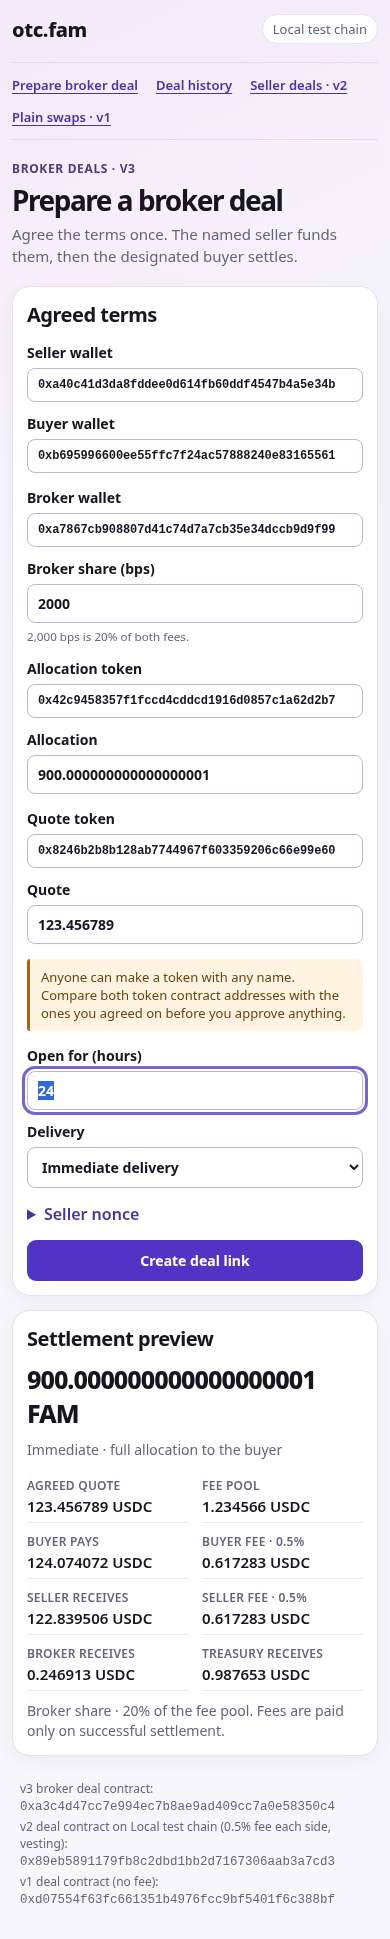 otc.fam
Local test chain
Prepare broker deal
Deal history
Seller deals · v2
Plain swaps · v1
BROKER DEALS · V3
Prepare a broker deal
Agree the terms once. The named seller funds
them, then the designated buyer settles.
Agreed terms
Seller wallet
0xa40c41d3da8fddee0d614fb60ddf4547b4a5e34b
Buyer wallet
0xb695996600ee55ffc7f24ac57888240e83165561
Broker wallet
0xa7867cb908807d41c74d7a7cb35e34dccb9d9f99
Broker share (bps)
2000
2,000 bps is 20% of both fees.
Allocation token
0x42c9458357f1fccd4cddcd1916d0857c1a62d2b7
Allocation
900.000000000000000001
Quote token
0x8246b2b8b128ab7744967f603359206c66e99e60
Quote
123.456789
Anyone can make a token with any name.
Compare both token contract addresses with the
ones you agreed on before you approve anything.
Open for (hours)
24
Delivery
Immediate delivery
Seller nonce
Create deal link
Settlement preview
900.000000000000000001
FAM
Immediate · full allocation to the buyer
AGREED QUOTE
123.456789 USDC
FEE POOL
1.234566 USDC
BUYER PAYS
124.074072 USDC
BUYER FEE · 0.5%
0.617283 USDC
SELLER RECEIVES
122.839506 USDC
SELLER FEE · 0.5%
0.617283 USDC
BROKER RECEIVES
0.246913 USDC
TREASURY RECEIVES
0.987653 USDC
Broker share · 20% of the fee pool. Fees are paid
only on successful settlement.
v3 broker deal contract:
0xa3c4d47cc7e994ec7b8ae9ad409cc7a0e58350c4
v2 deal contract on Local test chain (0.5% fee each side,
vesting):
0x89eb5891179fb8c2dbd1bb2d7167306aab3a7cd3
v1 deal contract (no fee):
0xd07554f63fc661351b4976fcc9bf5401f6c388bf